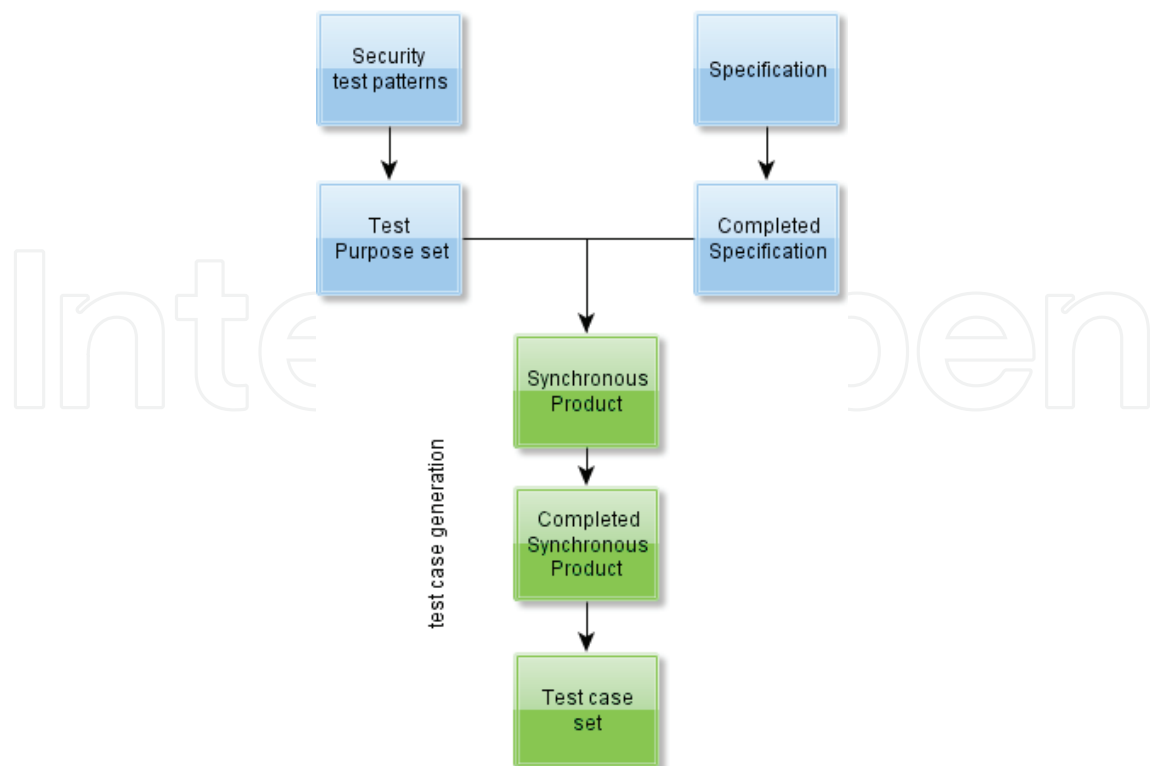 Security
test patterns
Specification
Test
Purpose set
Completed
Specification
Synchronous
Product
test case generation
Completed
Synchronous
Product
Test case
set